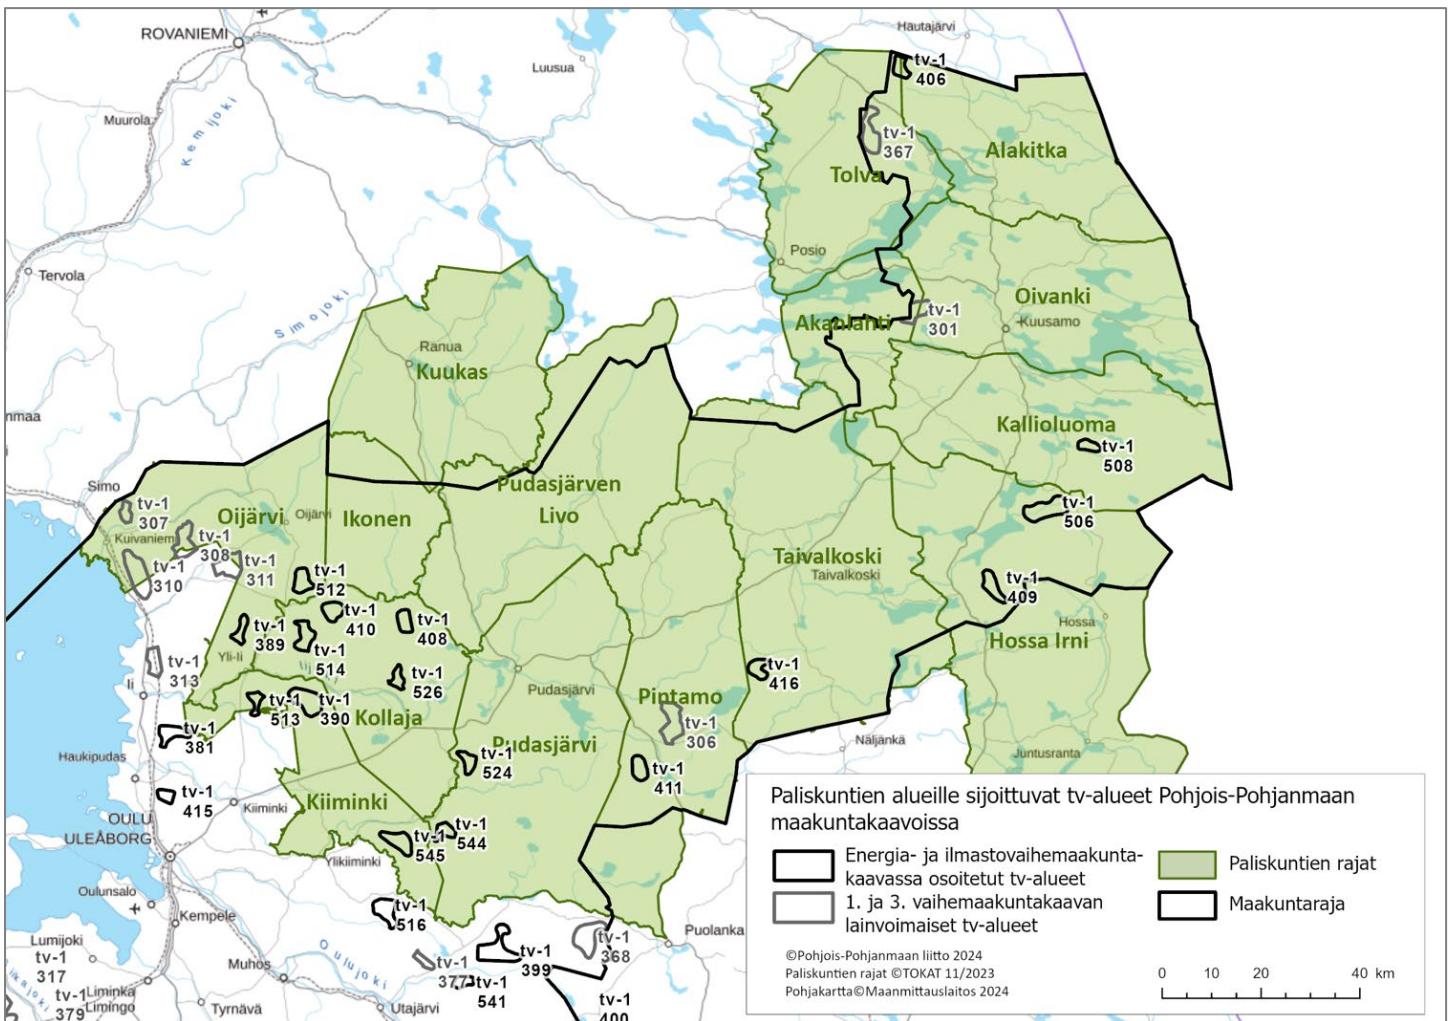 Hautajärvi
ROVANIEMI
Luusua
tv-1
406
Muurola
Kemijoki
tv-1
367
Alakitka
Tolva
Posio
Tervola
Simojoki
Oivanki
Kuusamo
tv-1
301
Akanlahti
Ranua
Kuukas
nmaa
Kallioluoma
tv-1
508
Simo
Pudasjärven
Livo
tv-1
307
Oijärvi
Oijärvi
Ikonen
tv-1
506
Kuivaniemi
tv-1
308
tv-1
311
tv-1
310
Taivalkoski
Taivalkoski
tv-1
512
tv-1
409
tv-1
410
tv-1
408
tv-1
389
Hossa
Hossa Irni
tv-1
514
Yli-Ii
tv-1
313
Ii
tv-1
526
Pudasjärvi
tv-1
416
Pintamo
tv-1
513
tv-1
390
Kollaja
tv-1
306
tv-1
381
Pudasjärvi
Näljänkä
Juntusranta
Haukipudas
tv-1
524
tv-1
411
tv-1
415
Kiiminki
Kiiminki
OULU
ULEÅBORG
tv-1
544
tv-1
545
Ylikiiminki
Oulunsalo
Kempele
tv-1
516
Puolanka
tv-1
368
Lumijoki
tv-1
317
Oulujoki
tv-1
399
Muhos
tv-1
377
tv-1
541
Liminka
Limingo
tv-1
379
Tyrnävä
Utajärvi
tv-1
400
Paliskuntien alueille sijoittuvat tv-alueet Pohjois-Pohjanmaan
maakuntakaavoissa
Energia- ja ilmastovaihemaakunta-
kaavassa osoitetut tv-alueet
1. ja 3. vaihemaakuntakaavan
lainvoimaiset tv-alueet
Paliskuntien rajat
Maakuntaraja
©Pohjois-Pohjanmaan liitto 2024
Paliskuntien rajat ©TOKAT 11/2023
Pohjakartta©Maanmittauslaitos 2024
0 10 20 40 km